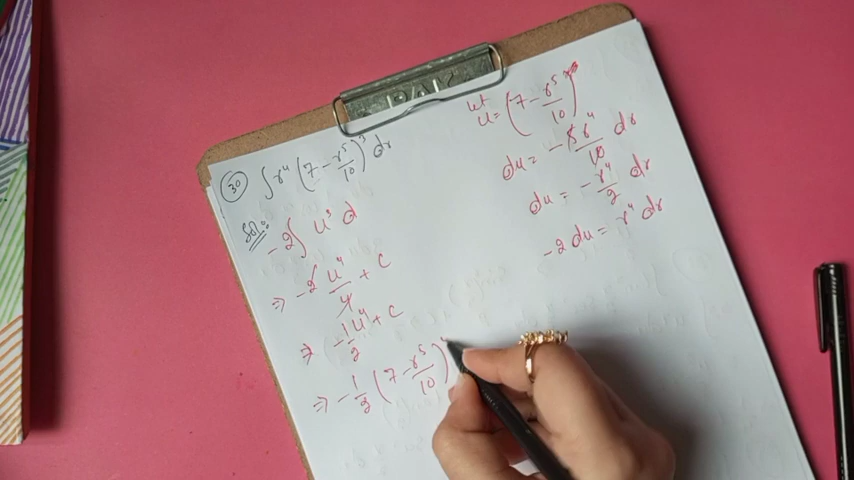 30 ∫ r⁴ (7 - r⁵/10)³ dr
Sol:
-2 ∫ u³ d
⇒ -2 u⁴/4 + c
⇒ -1/2 u⁴ + c
⇒ -1/2 (7 - r⁵/10)
let
u = (7 - r⁵/10)
du = -5r⁴/10 dr
du = -r⁴/2 dr
-2 du = r⁴ dr